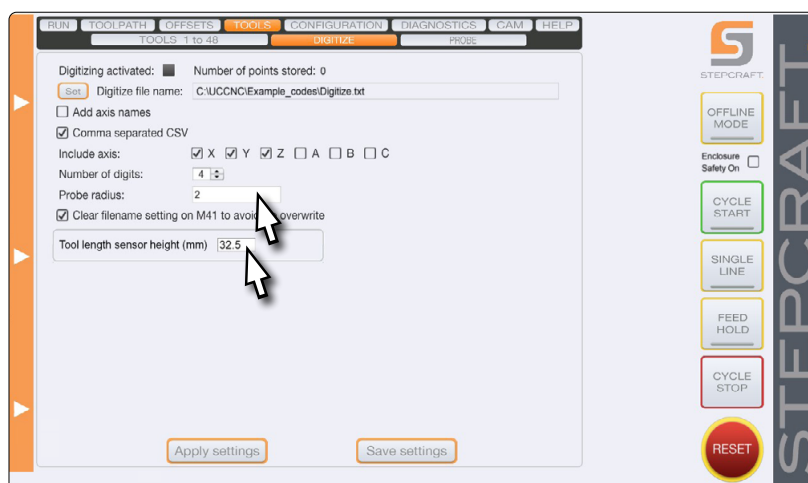 RUN TOOLPATH OFFSETS TOOLS CONFIGURATION DIAGNOSTICS CAM HELP
TOOLS 1 to 48 DIGITIZE PROBE
Digitizing activated: Number of points stored: 0
Set Digitize file name: C:\UCCNC\Example_codes\Digitize.txt
Add axis names
Comma separated CSV
Include axis: X Y Z A B C
Number of digits: 4
Probe radius: 2
Clear filename setting on M41 to avoid overwrite
Tool length sensor height (mm) 32.5
Apply settings Save settings
STEPCRAFT
OFFLINE
MODE
Enclosure
Safety On
CYCLE
START
SINGLE
LINE
FEED
HOLD
CYCLE
STOP
RESET
STEPCRAFT